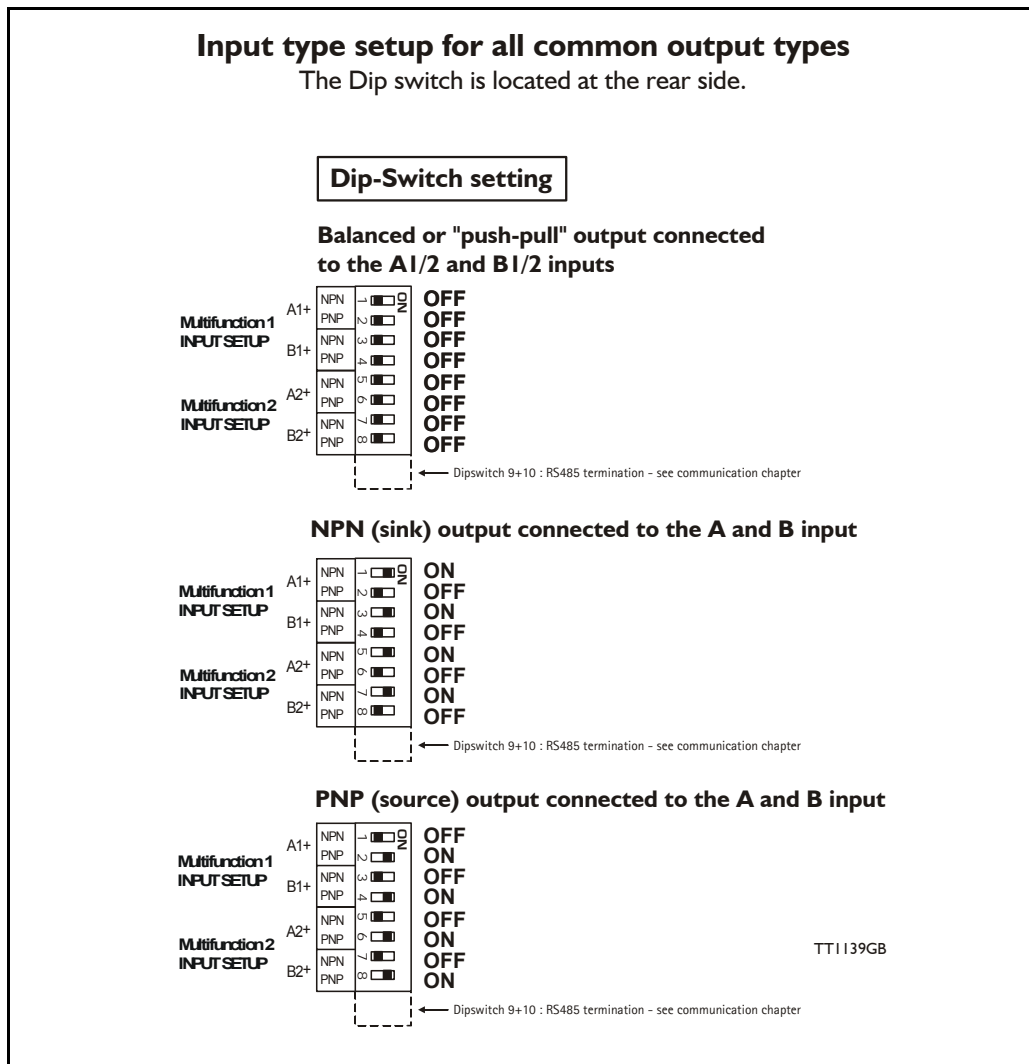 Input type setup for all common output types
The Dip switch is located at the rear side.
Dip-Switch setting
Balanced or "push-pull" output connected
to the A1/2 and B1/2 inputs
Multifunction 1
INPUT SETUP
Multifunction 2
INPUT SETUP
A1+ NPN 1 ON OFF
PNP 2 OFF
B1+ NPN 3 OFF
PNP 4 OFF
A2+ NPN 5 OFF
PNP 6 OFF
B2+ NPN 7 OFF
PNP 8 OFF
Dipswitch 9+10 : RS485 termination - see communication chapter
NPN (sink) output connected to the A and B input
Multifunction 1
INPUT SETUP
Multifunction 2
INPUT SETUP
A1+ NPN 1 ON ON
PNP 2 OFF
B1+ NPN 3 ON
PNP 4 OFF
A2+ NPN 5 ON
PNP 6 OFF
B2+ NPN 7 ON
PNP 8 OFF
Dipswitch 9+10 : RS485 termination - see communication chapter
PNP (source) output connected to the A and B input
Multifunction 1
INPUT SETUP
Multifunction 2
INPUT SETUP
A1+ NPN 1 ON OFF
PNP 2 ON
B1+ NPN 3 OFF
PNP 4 ON
A2+ NPN 5 OFF
PNP 6 ON
B2+ NPN 7 OFF
PNP 8 ON
TT1139GB
Dipswitch 9+10 : RS485 termination - see communication chapter